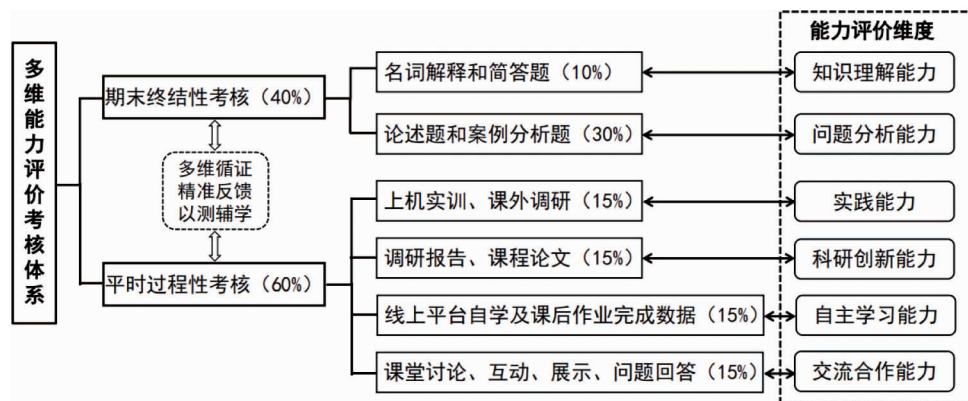 多维能力评价考核体系
期末终结性考核（40%）
多维循证
精准反馈
以测辅学
平时过程性考核（60%）
名词解释和简答题（10%）
论述题和案例分析题（30%）
上机实训、课外调研（15%）
调研报告、课程论文（15%）
线上平台自学及课后作业完成数据（15%）
课堂讨论、互动、展示、问题回答（15%）
能力评价维度
知识理解能力
问题分析能力
实践能力
科研创新能力
自主学习能力
交流合作能力